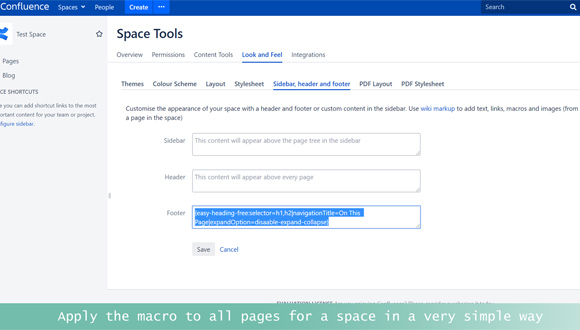 Confluence Spaces People Create ••• Search
Test Space
Space Tools
Overview Permissions Content Tools Look and Feel Integrations
Pages
Blog
Themes Colour Scheme Layout Stylesheet Sidebar, header and footer PDF Layout PDF Stylesheet
CE SHORTCUTS
e you can add shortcut links to the most
ortant content for your team or project.
figure sidebar.
Customise the appearance of your space with a header and footer or custom content in the sidebar. Use wiki markup to add text, links, macros and images (from
a page in the space)
Sidebar This content will appear above the page tree in the sidebar
Header This content will appear above every page
Footer {easy-heading-free:selector=h1,h2|navigationTitle=On This
Page|expandOption=disaable-expand-collapse}
Save Cancel
EVALUATION LICENSE
Apply the macro to all pages for a space in a very simple way